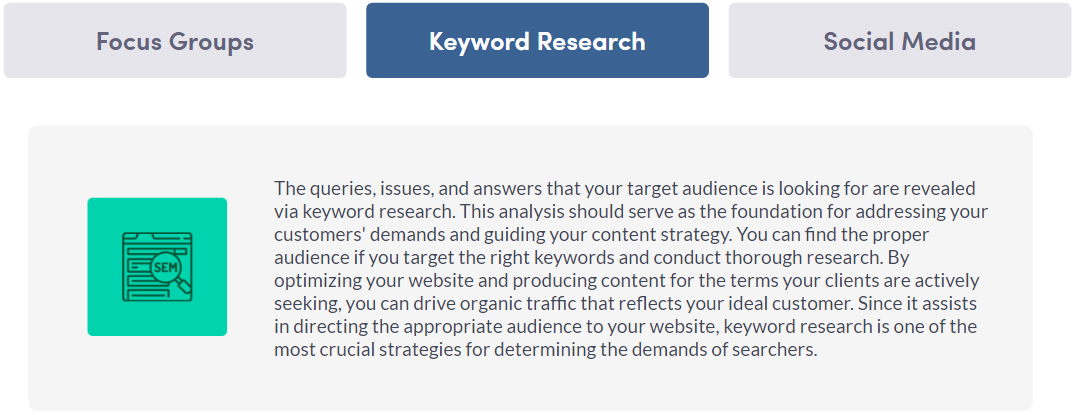 Focus Groups
Keyword Research
Social Media
SEM
The queries, issues, and answers that your target audience is looking for are revealed
via keyword research. This analysis should serve as the foundation for addressing your
customers' demands and guiding your content strategy. You can find the proper
audience if you target the right keywords and conduct thorough research. By
optimizing your website and producing content for the terms your clients are actively
seeking, you can drive organic traffic that reflects your ideal customer. Since it assists
in directing the appropriate audience to your website, keyword research is one of the
most crucial strategies for determining the demands of searchers.